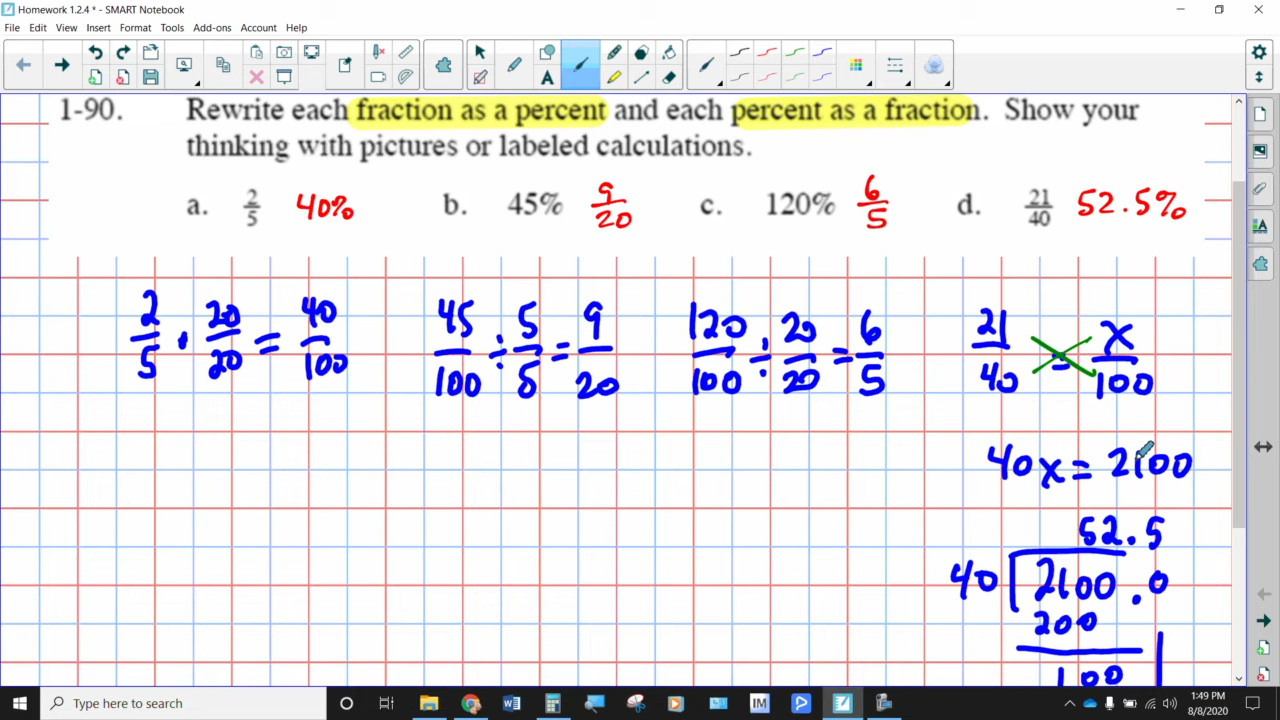 Homework 1.2.4 * - SMART Notebook
File Edit View Insert Format Tools Add-ons Account Help
1-90. Rewrite each fraction as a percent and each percent as a fraction. Show your
thinking with pictures or labeled calculations.
a. 2/5 40% b. 45% 9/20 c. 120% 6/5 d. 21/40 52.5%
2/5 · 20/20 = 40/100 45/100 ÷ 5/5 = 9/20 120/100 ÷ 20/20 = 6/5 21/40 = x/100
40x = 2100
52.5
40 2100.0
200
100
Type here to search
1:49 PM
8/8/2020